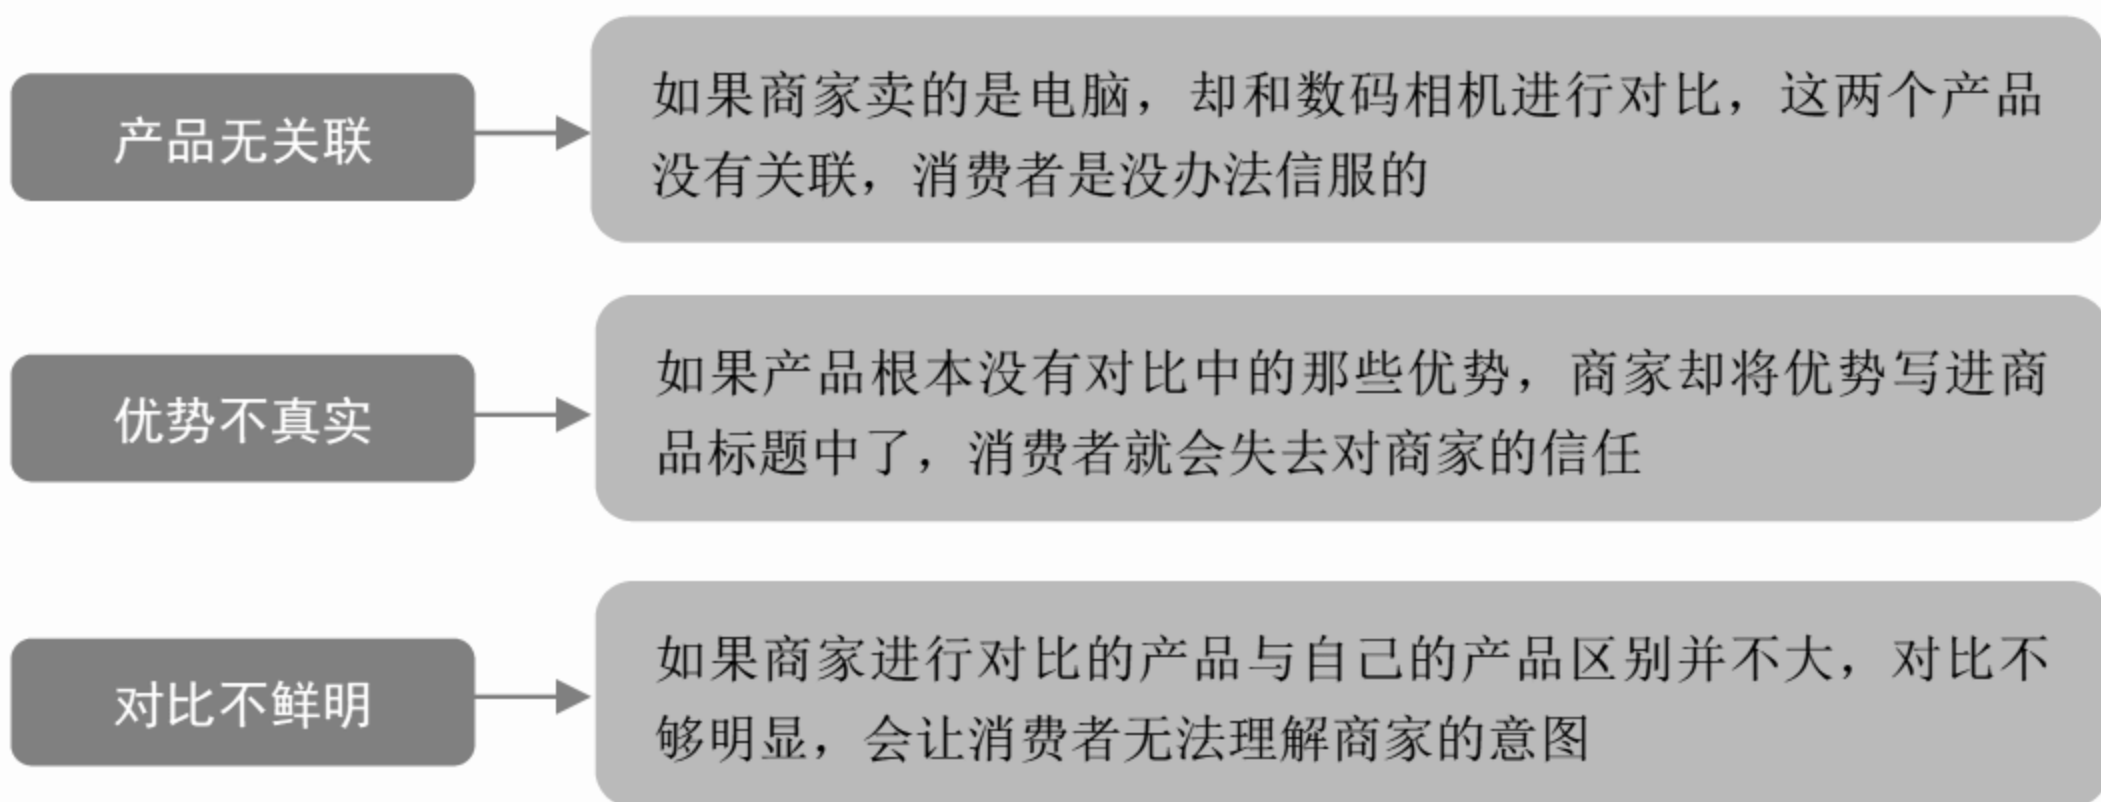 产品无关联
如果商家卖的是电脑，却和数码相机进行对比，这两个产品
没有关联，消费者是没办法信服的
优势不真实
如果产品根本没有对比中的那些优势，商家却将优势写进商
品标题中了，消费者就会失去对商家的信任
对比不鲜明
如果商家进行对比的产品与自己的产品区别并不大，对比不
够明显，会让消费者无法理解商家的意图